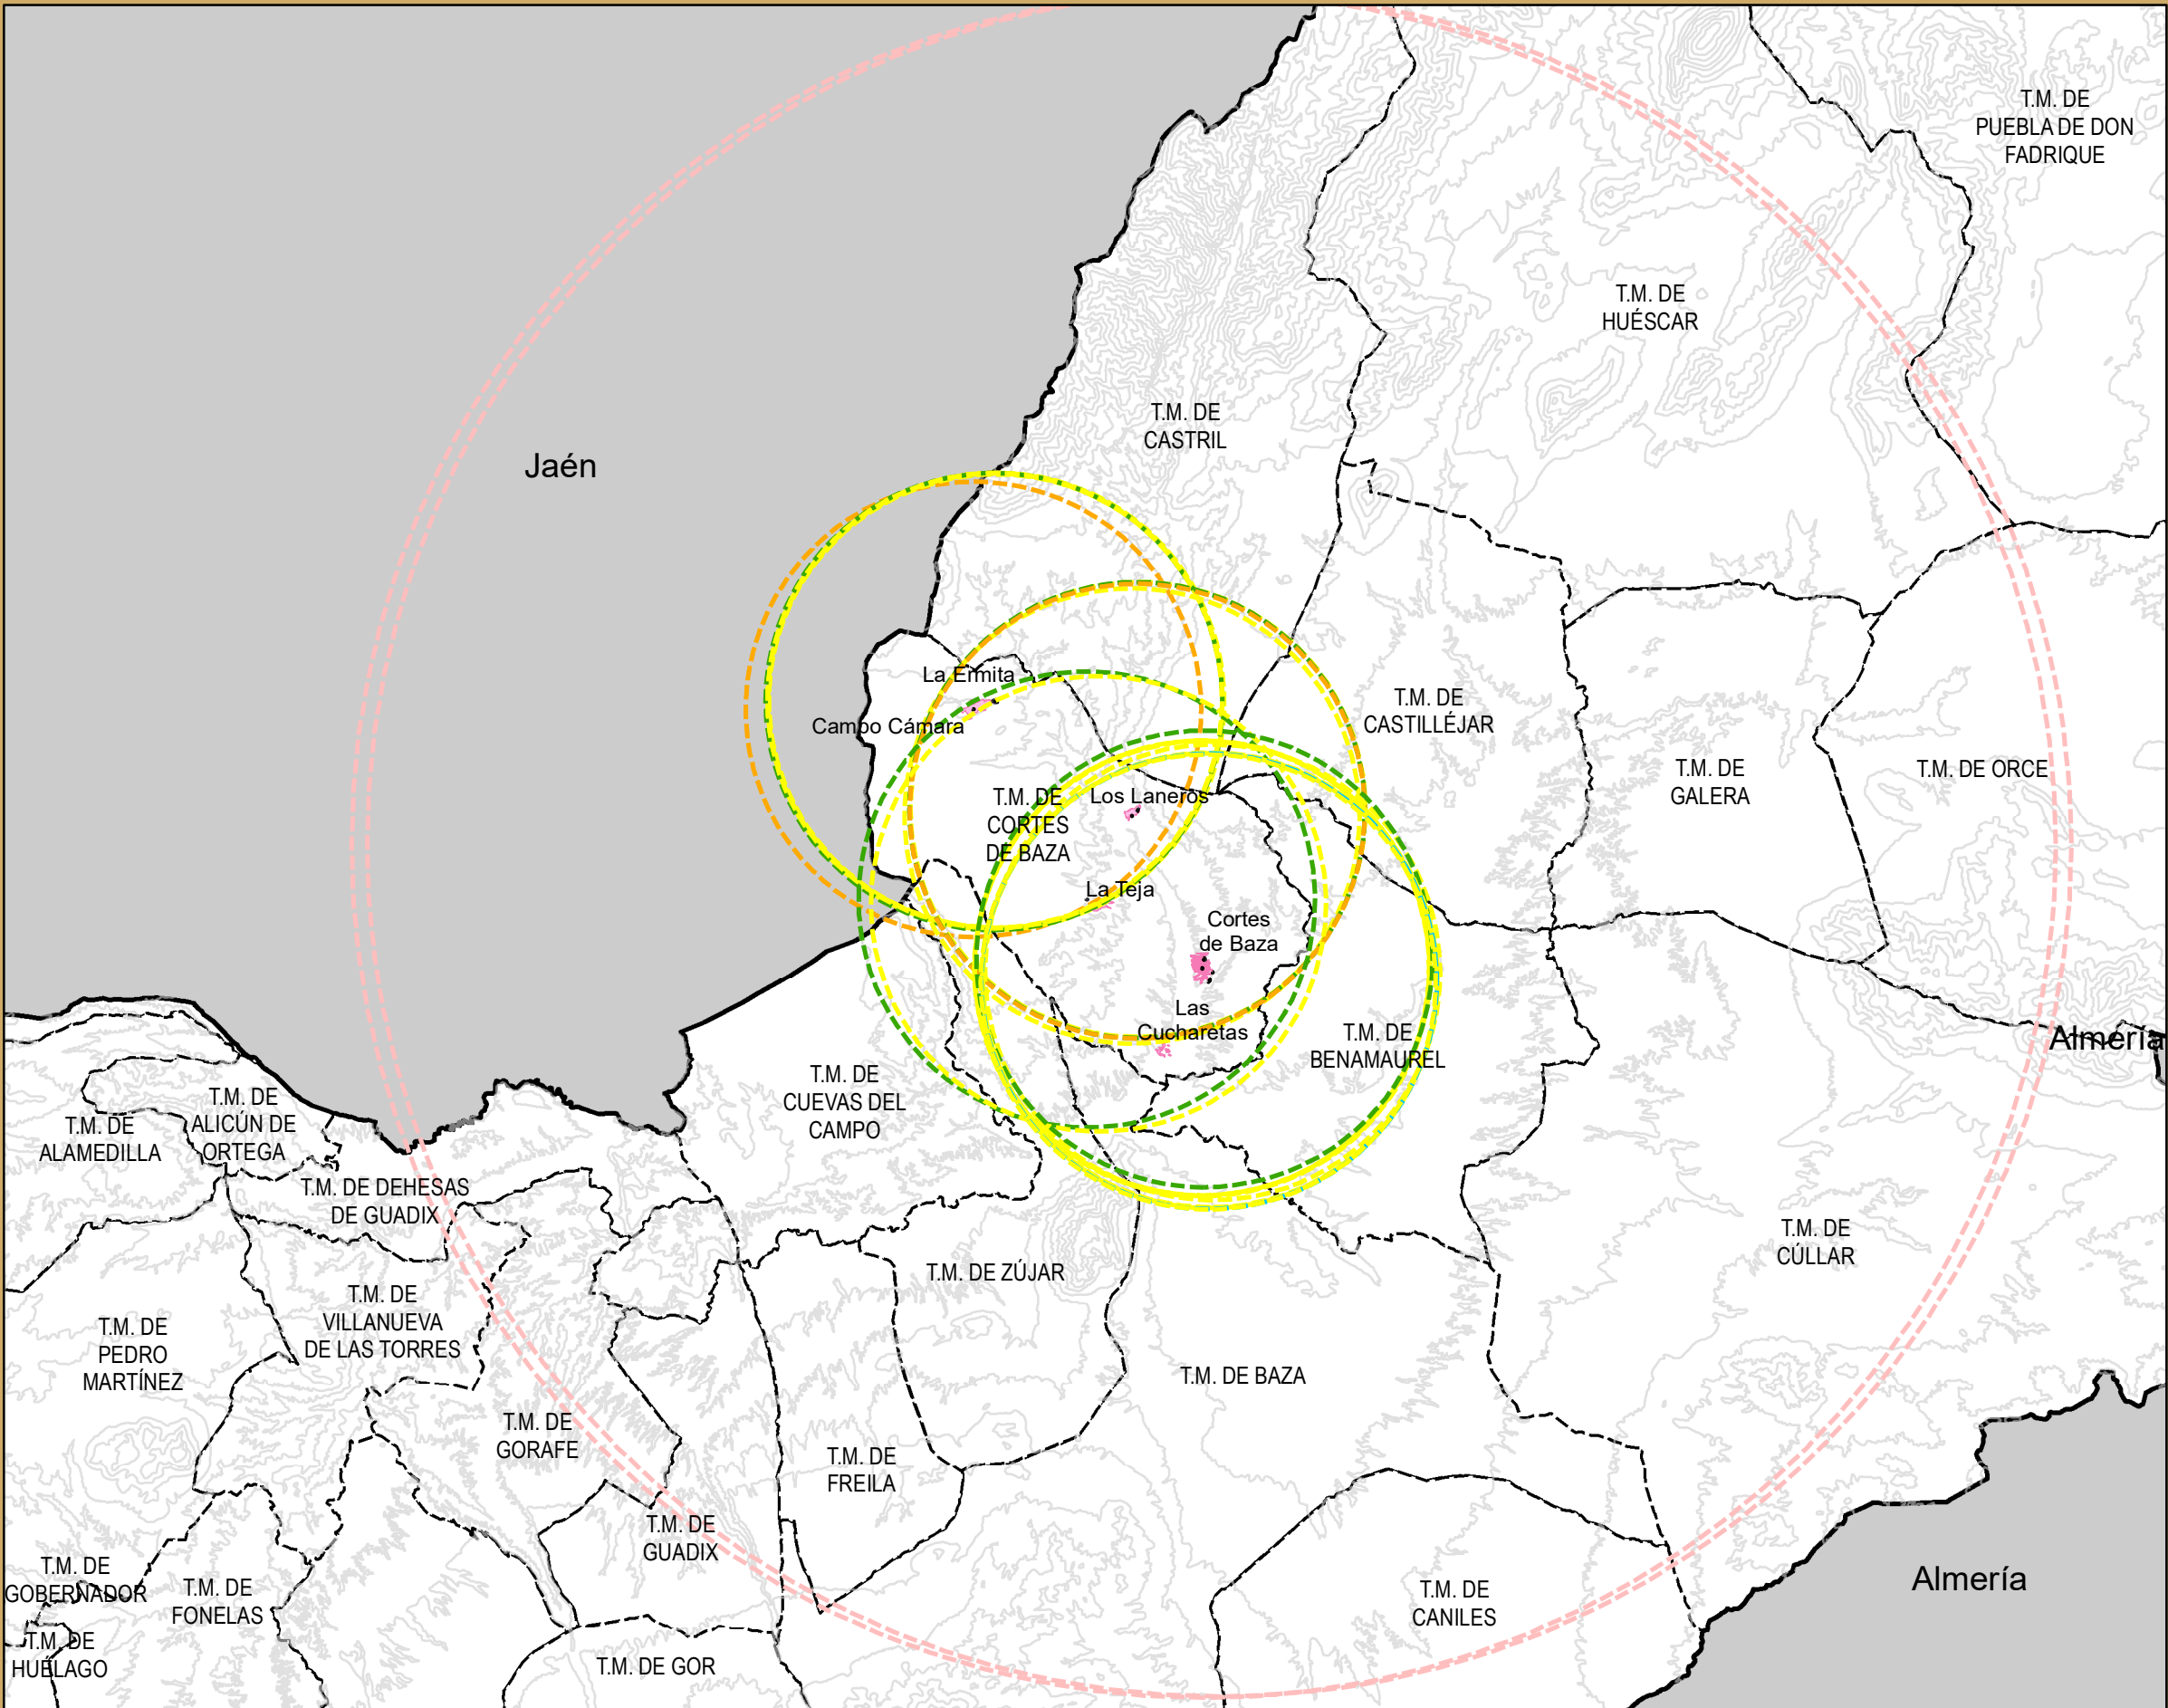 T.M. DE
PUEBLA DE DON
FADRIQUE
T.M. DE
HUÉSCAR
T.M. DE
CASTRIL
Jaén
La Ermita
Campo Cámara
T.M. DE
CASTILLÉJAR
T.M. DE
GALERA
T.M. DE ORCE
T.M. DE
CORTES
DE BAZA
Los Laneros
La Teja
Cortes
de Baza
Las
Cucharetas
T.M. DE
BENAMAUREL
Almería
T.M. DE
CUEVAS DEL
CAMPO
T.M. DE
ALICÚN DE
ORTEGA
T.M. DE
ALAMEDILLA
T.M. DE DEHESAS
DE GUADIX
T.M. DE
CÚLLAR
T.M. DE ZÚJAR
T.M. DE
VILLANUEVA
DE LAS TORRES
T.M. DE
PEDRO
MARTÍNEZ
T.M. DE BAZA
T.M. DE
GORAFE
T.M. DE
FREILA
T.M. DE
GUADIX
T.M. DE
GOBERNADOR
T.M. DE
FONELAS
T.M. DE
CANILES
Almería
T.M. DE
HUÉLAGO
T.M. DE GOR